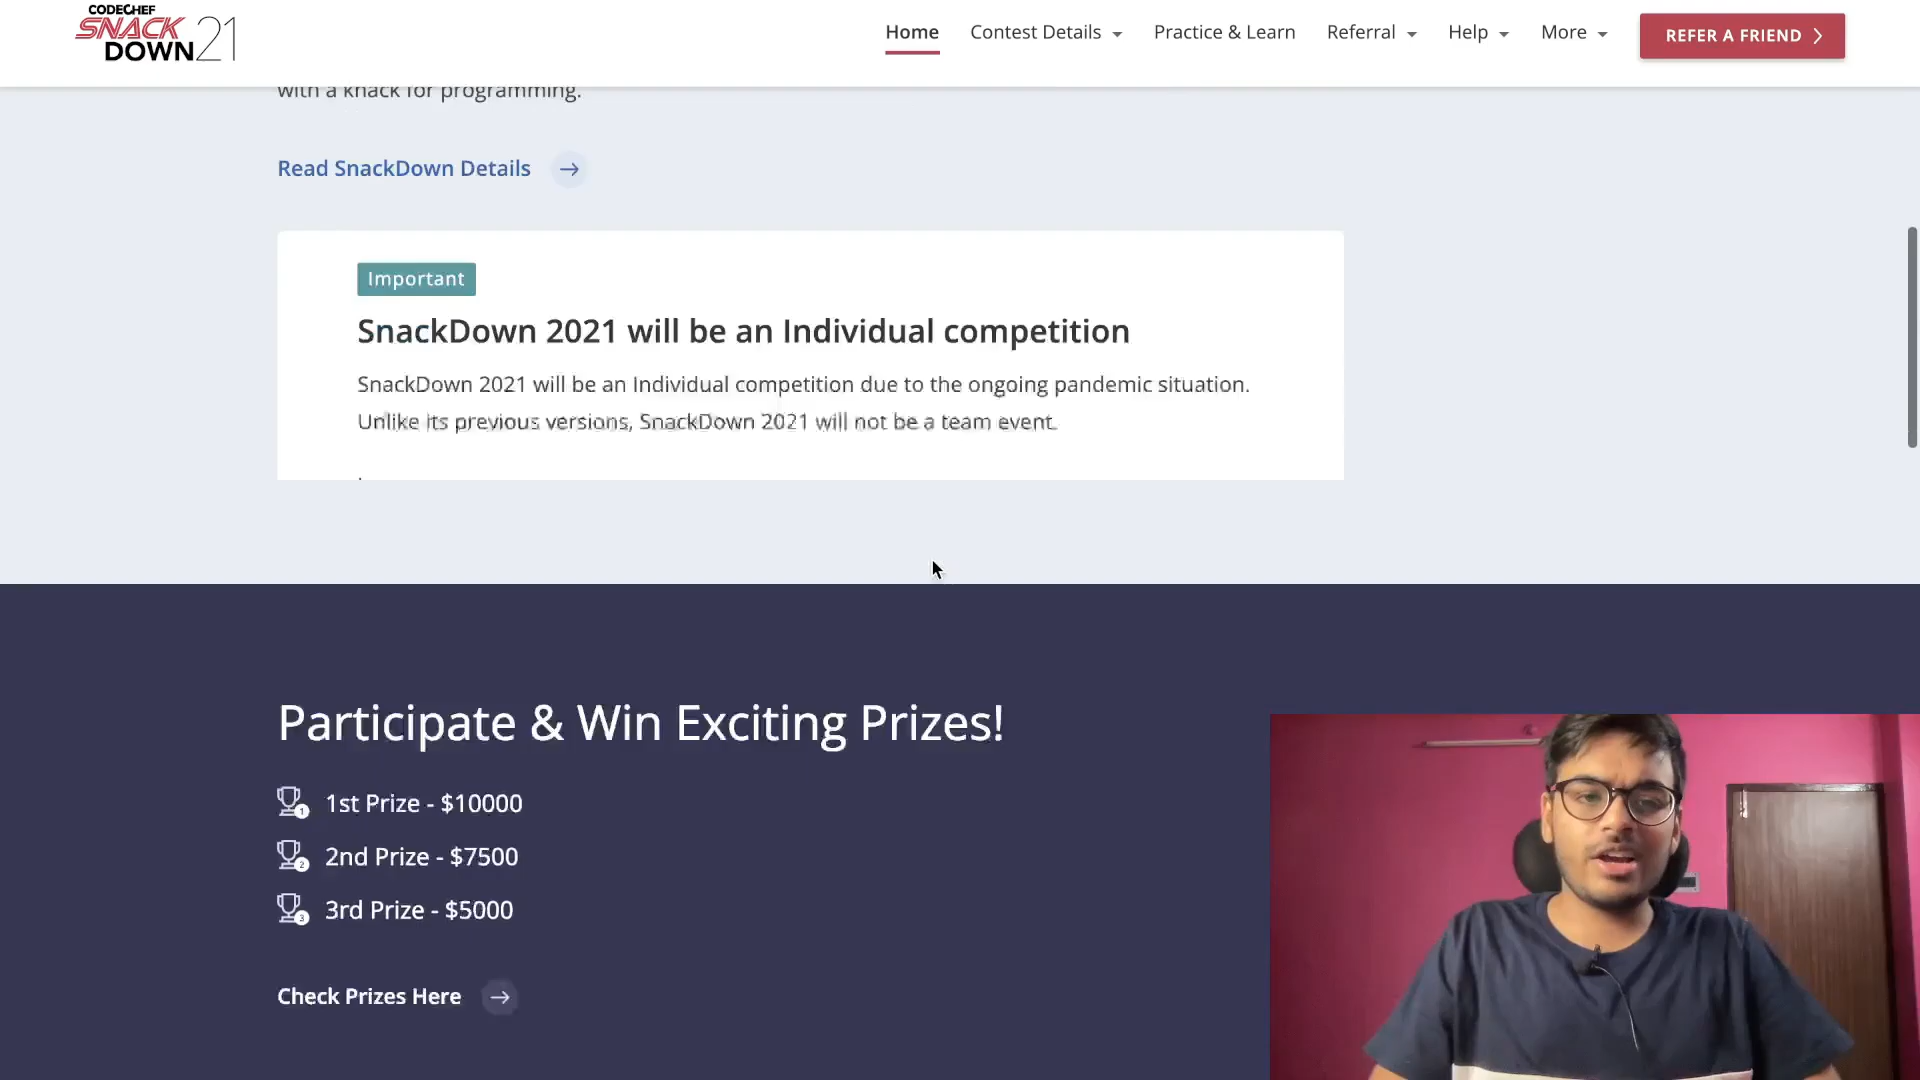 CODECHEF
SNACK
DOWN21
Home
Contest Details
Practice & Learn
Referral
Help
More
REFER A FRIEND
with a knack for programming.
Read SnackDown Details
Important
SnackDown 2021 will be an Individual competition
SnackDown 2021 will be an Individual competition due to the ongoing pandemic situation.
Unlike its previous versions, SnackDown 2021 will not be a team event.
Participate & Win Exciting Prizes!
1
1st Prize - $10000
2
2nd Prize - $7500
3
3rd Prize - $5000
Check Prizes Here